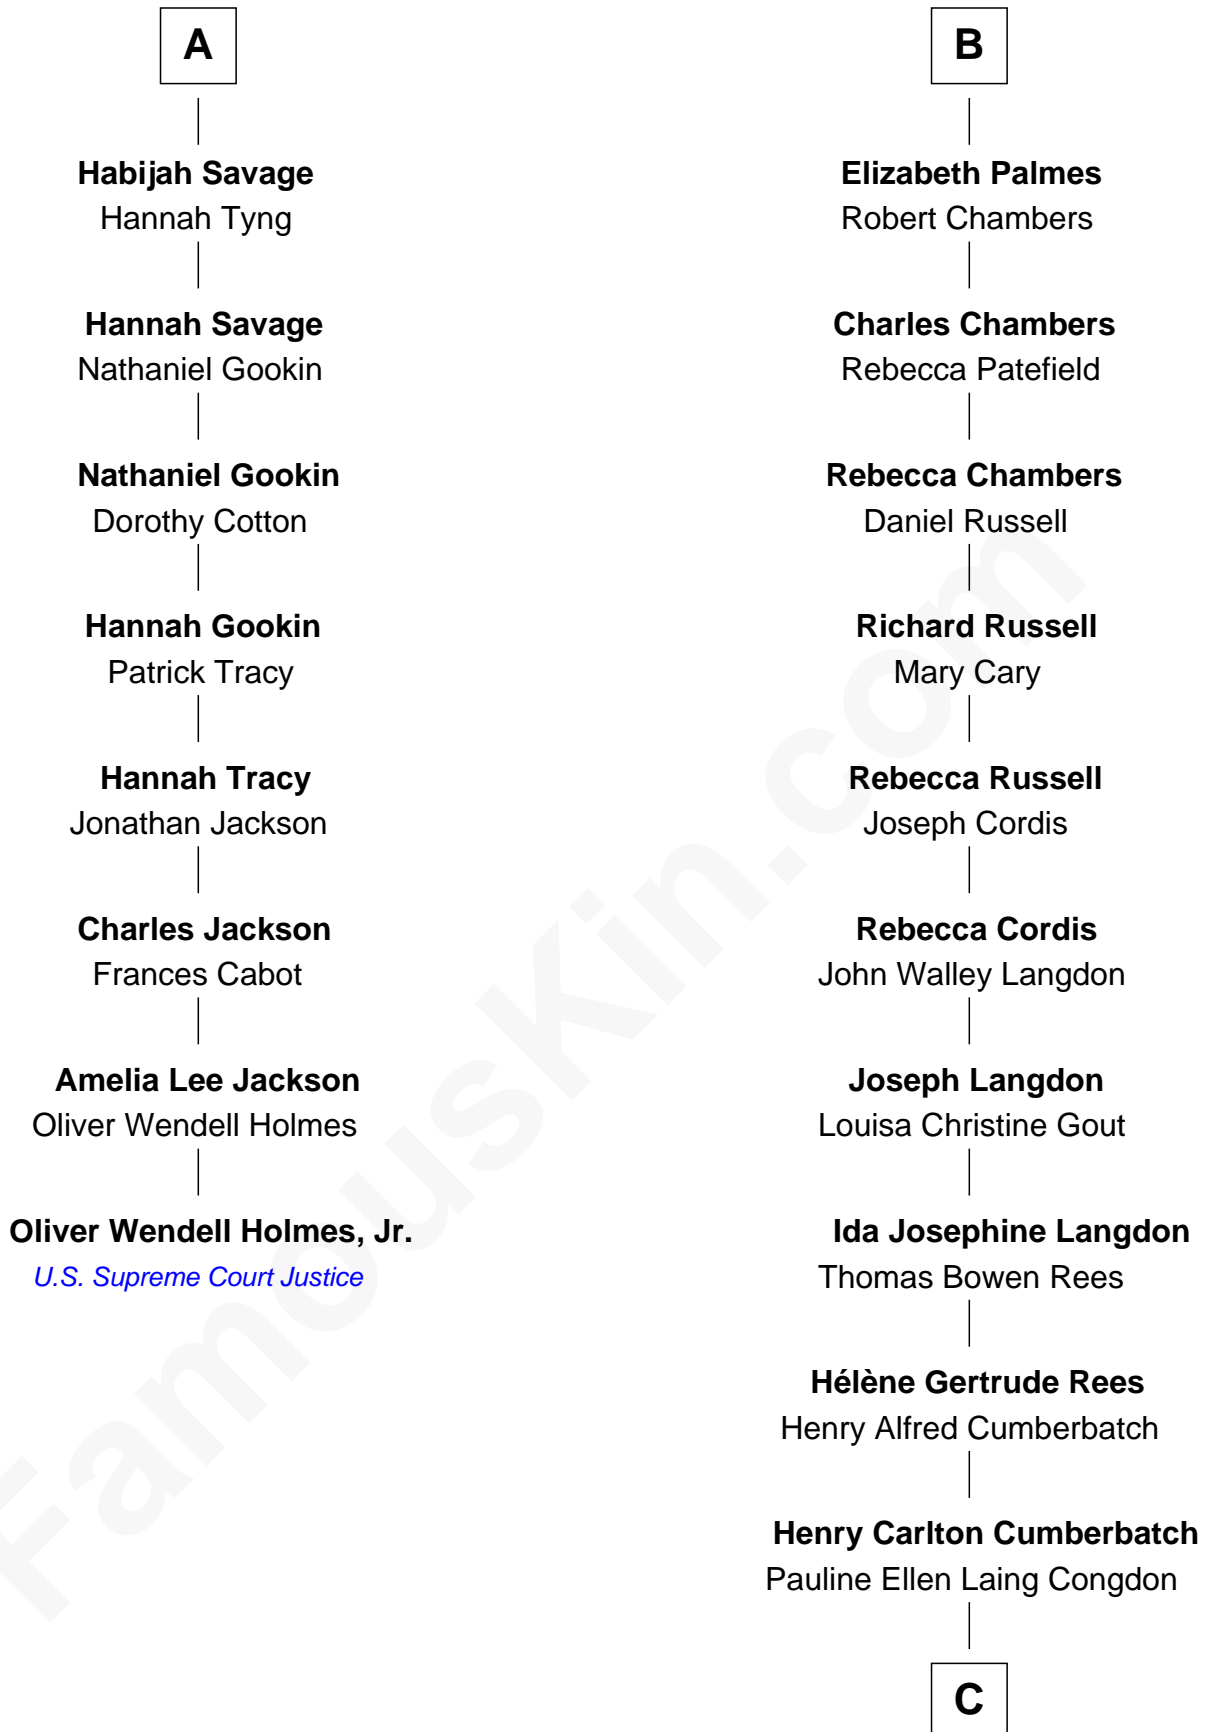 A
Habijah Savage
Hannah Tyng
Hannah Savage
Nathaniel Gookin
Nathaniel Gookin
Dorothy Cotton
Hannah Gookin
Patrick Tracy
Hannah Tracy
Jonathan Jackson
Charles Jackson
Frances Cabot
Amelia Lee Jackson
Oliver Wendell Holmes
Oliver Wendell Holmes, Jr.
U.S. Supreme Court Justice
B
Elizabeth Palmes
Robert Chambers
Charles Chambers
Rebecca Patefield
Rebecca Chambers
Daniel Russell
Richard Russell
Mary Cary
Rebecca Russell
Joseph Cordis
Rebecca Cordis
John Walley Langdon
Joseph Langdon
Louisa Christine Gout
Ida Josephine Langdon
Thomas Bowen Rees
Hélène Gertrude Rees
Henry Alfred Cumberbatch
Henry Carlton Cumberbatch
Pauline Ellen Laing Congdon
C
FamousKin.com